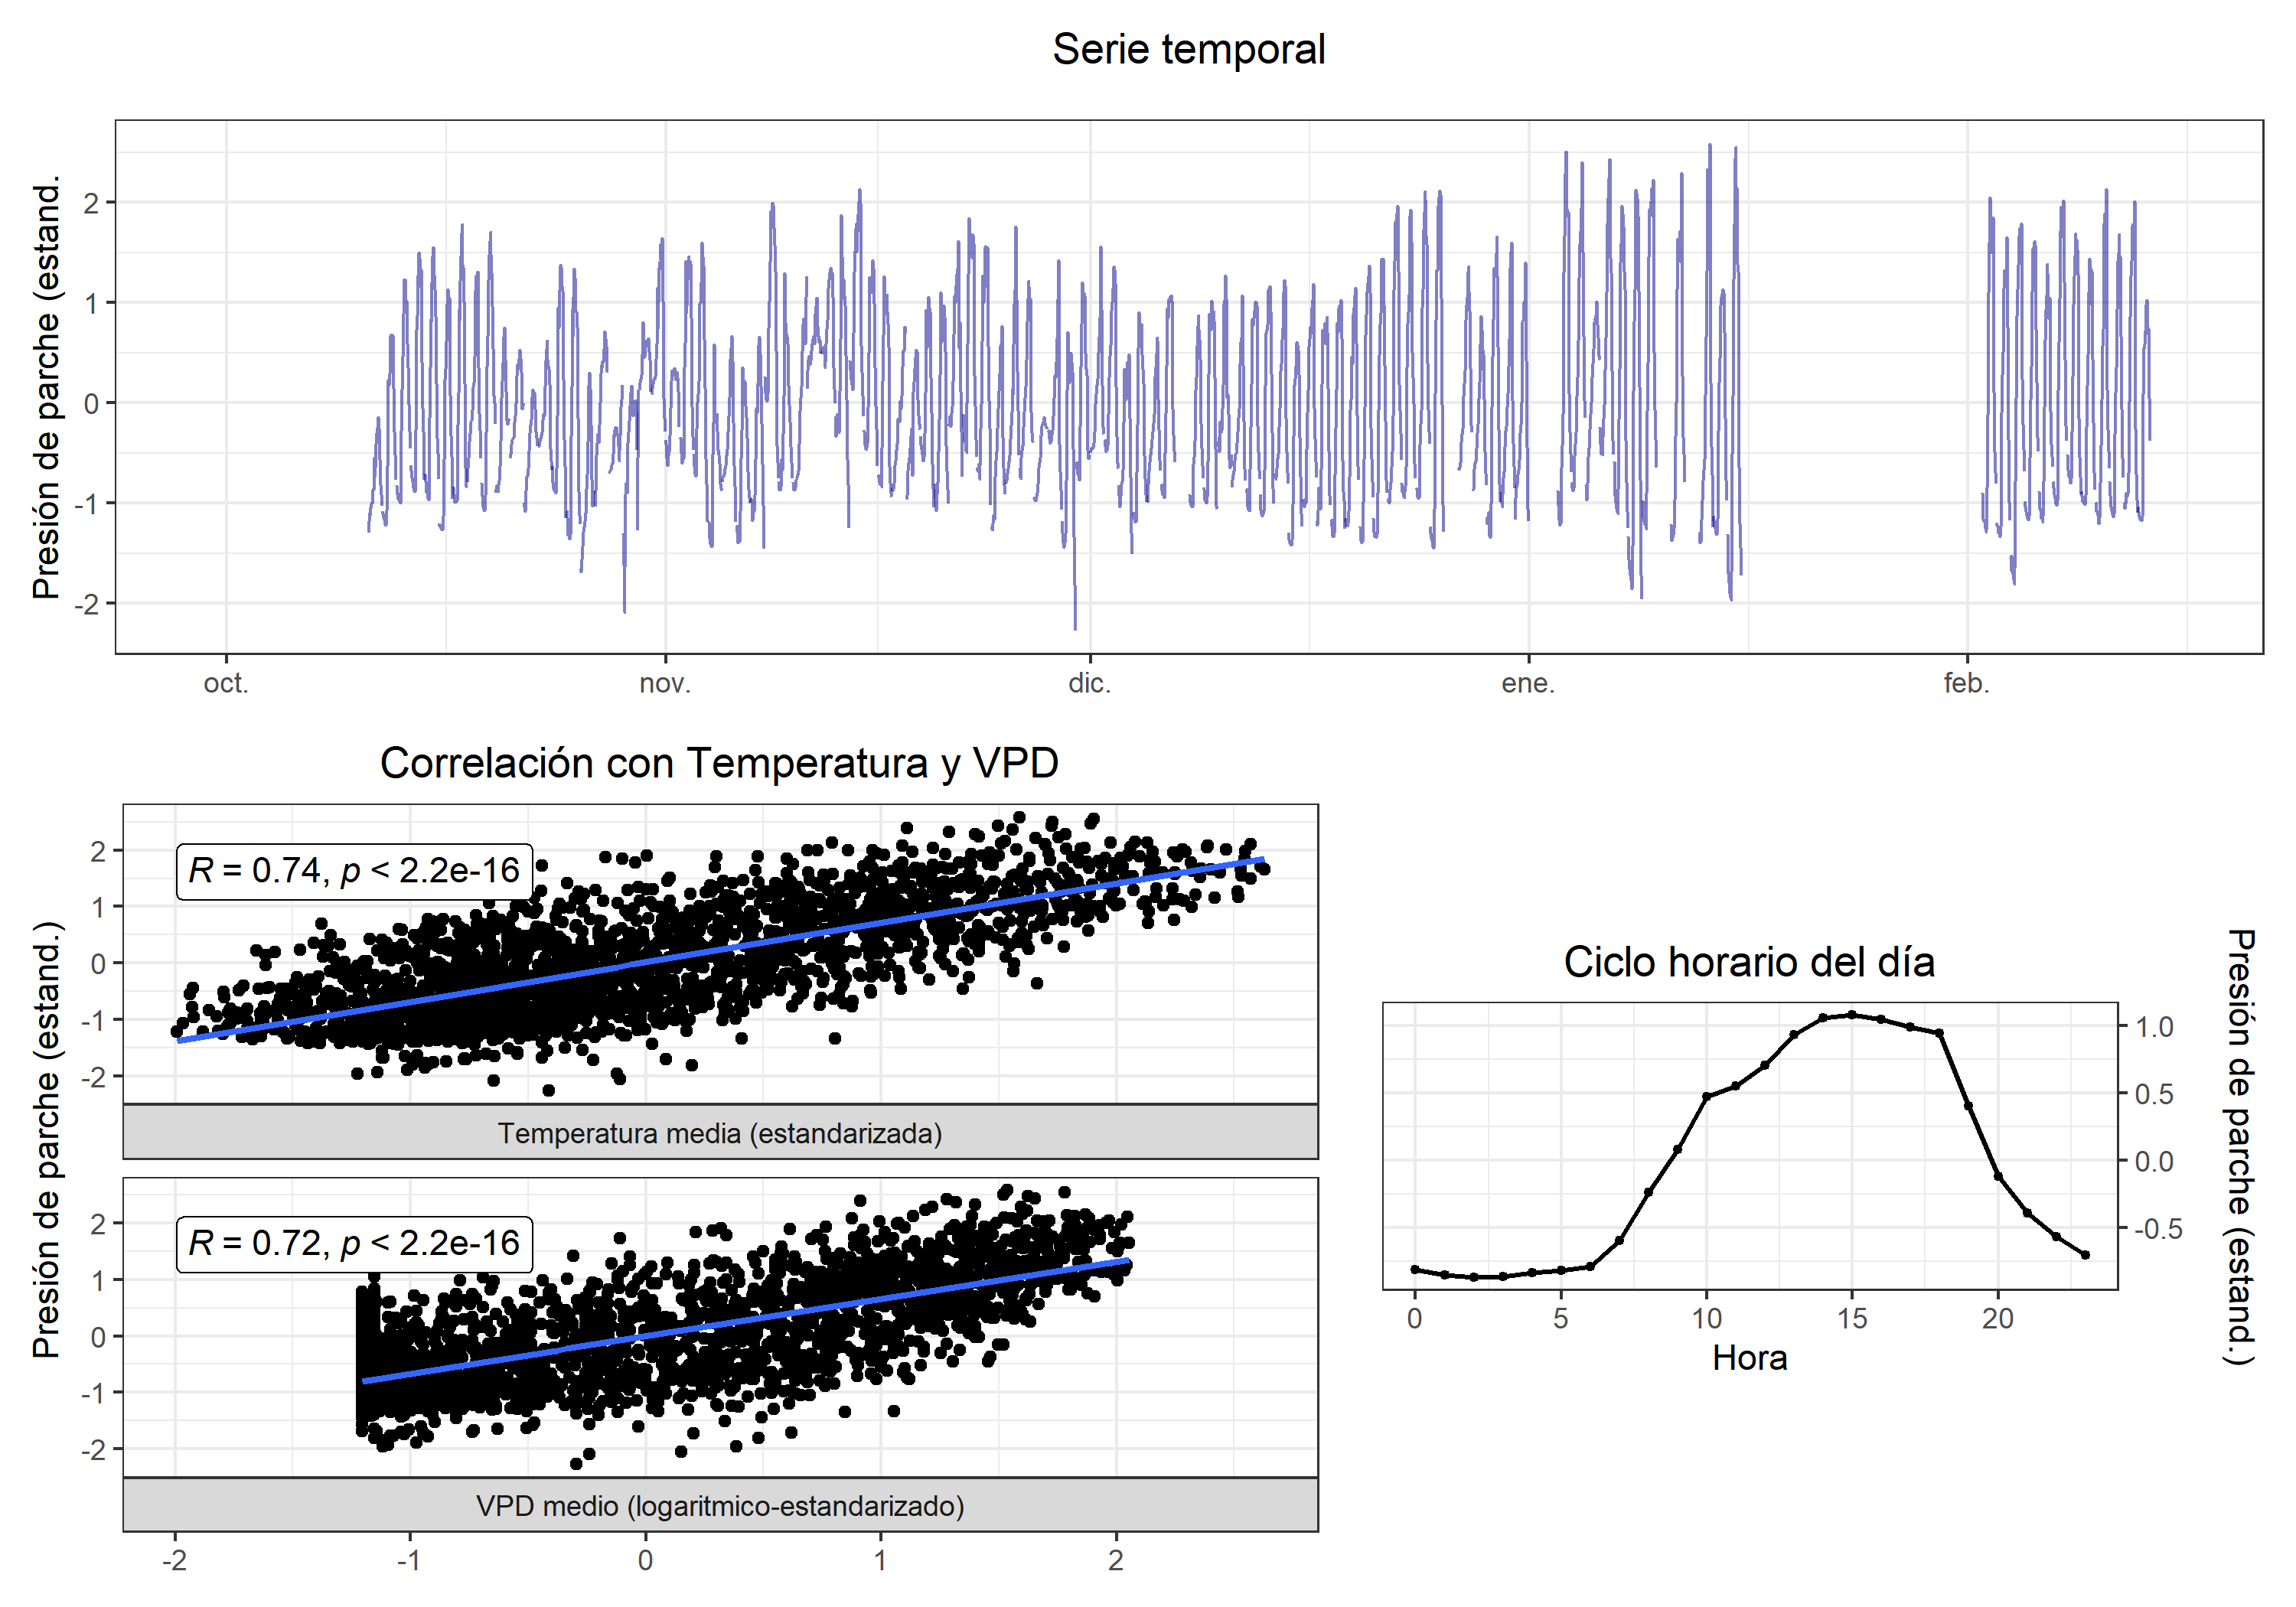 Serie temporal
Presión de parche (estand.
2
1
0
-1
-2
oct.
nov.
dic.
ene.
feb.
Correlación con Temperatura y VPD
Presión de parche (estand.)
2
1
0
-1
-2
R = 0.74, p < 2.2e-16
Temperatura media (estandarizada)
2
1
0
-1
-2
R = 0.72, p < 2.2e-16
VPD medio (logaritmico-estandarizado)
-2
-1
0
1
2
Ciclo horario del día
1.0
0.5
0.0
-0.5
Presión de parche (estand.)
0
5
10
15
20
Hora